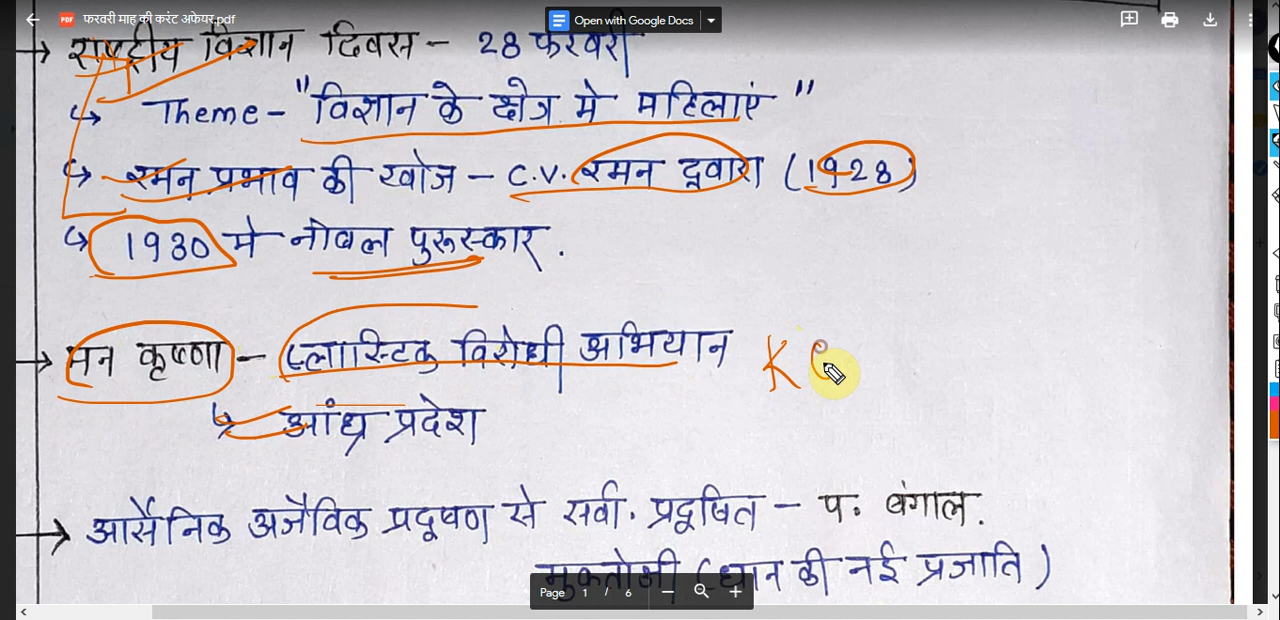 फरवरी माह की करंट अफेयर.pdf
Open with Google Docs
→ राष्ट्रीय विज्ञान दिवस – 28 फरवरी
↳ Theme – "विज्ञान के क्षेत्र मे महिलाएं"
↳ रमन प्रभाव की खोज – C.V. रमन द्वारा (1928)
↳ 1930 मे नोबल पुरूस्कार.
→ मन कृष्णा – प्लास्टिक विरोधी अभियान K
↳ आंध्र प्रदेश
→ आर्सेनिक अजैविक प्रदूषण से सर्वा. प्रदूषित – प. बंगाल.
मुक्तोश्री (धान की नई प्रजाति)
Page 1 / 6